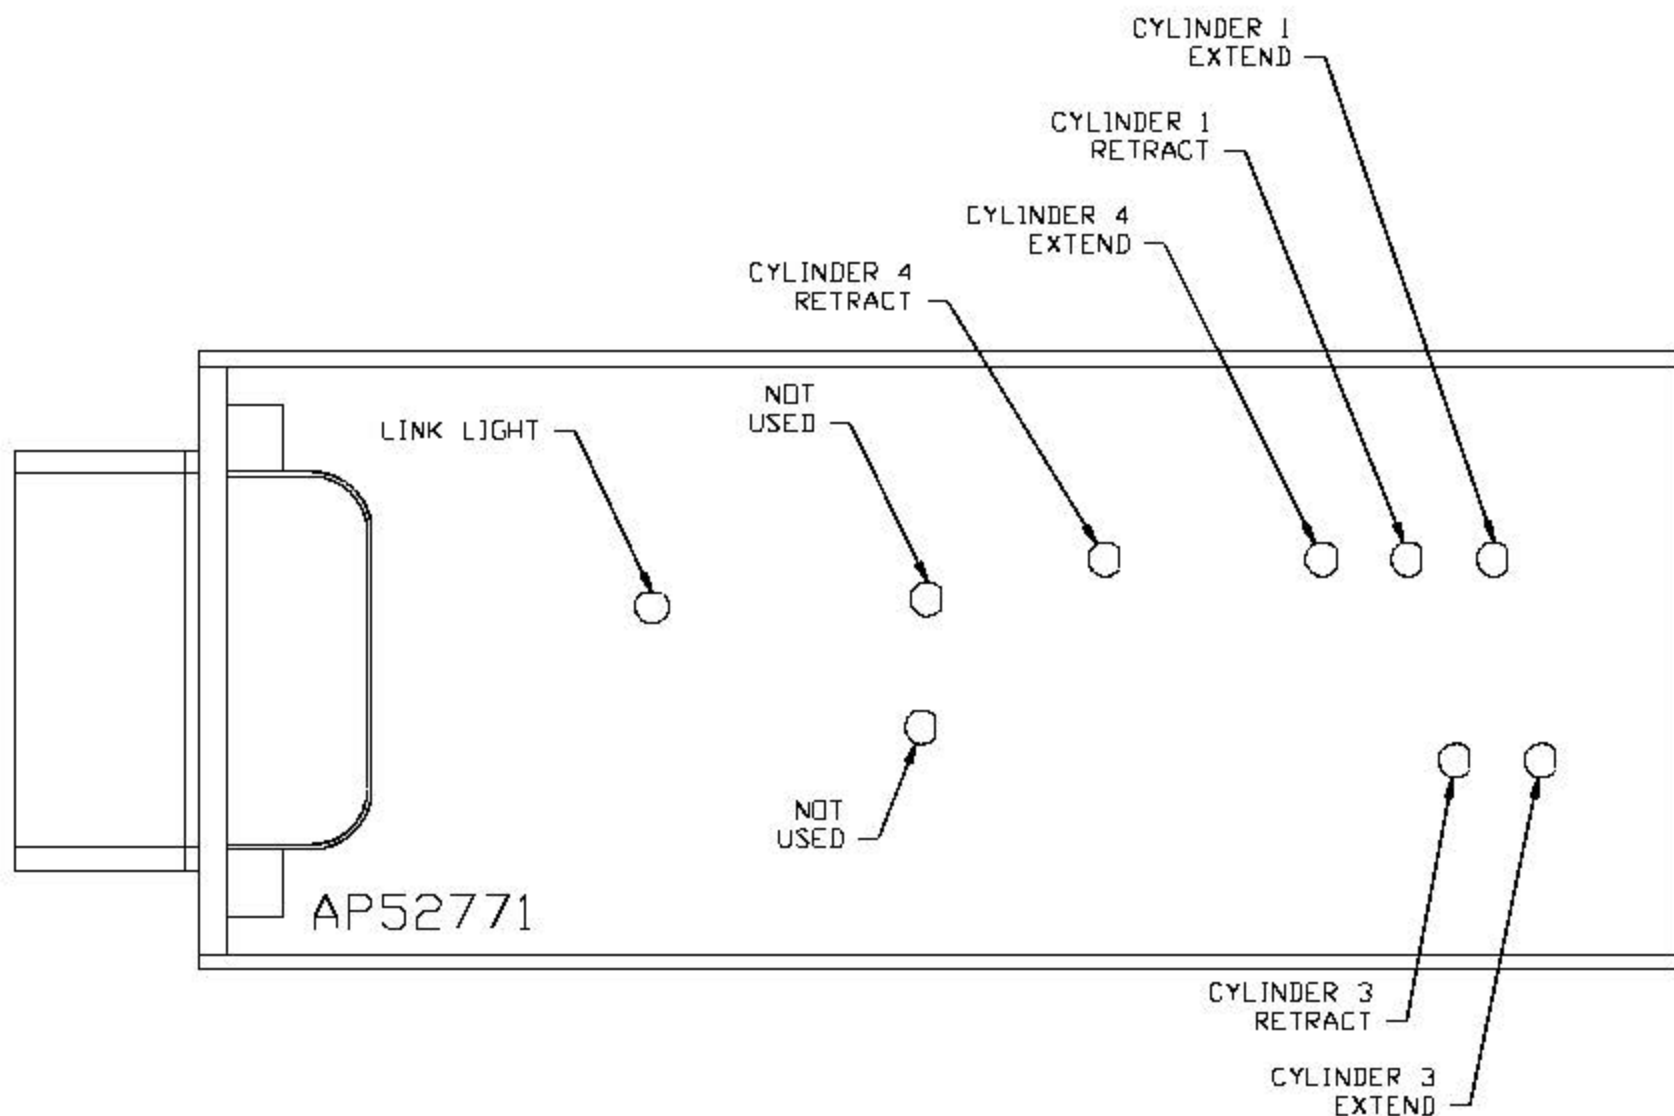 CYLINDER 1
EXTEND
CYLINDER 1
RETRACT
CYLINDER 4
EXTEND
CYLINDER 4
RETRACT
NOT
USED
LINK LIGHT
NOT
USED
AP52771
CYLINDER 3
RETRACT
CYLINDER 3
EXTEND